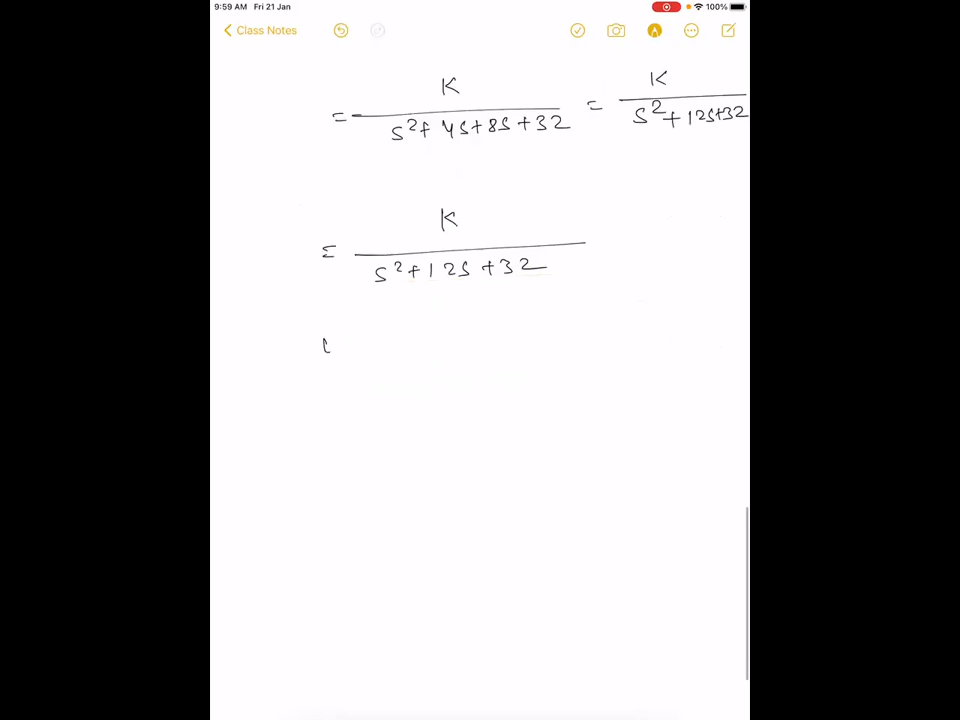 9:59 AM Fri 21 Jan 100%
Class Notes
= K / S²+4S+8S+32 = K / S²+12S+32
= K / S²+12S+32